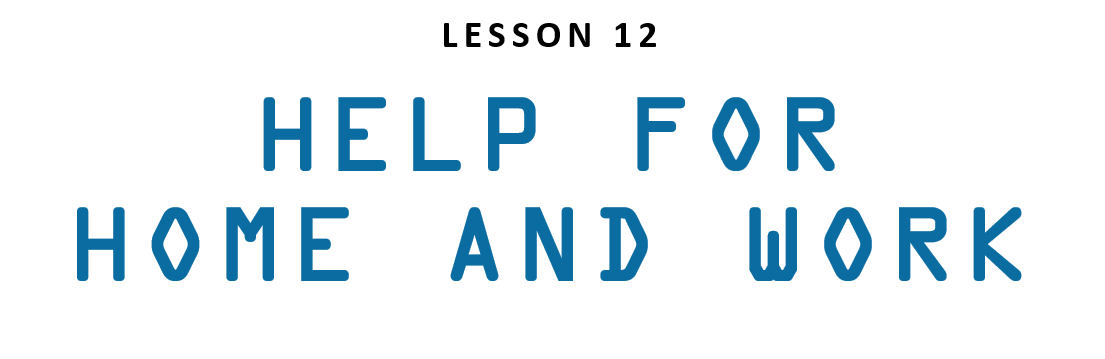 LESSON 12
HELP FOR
HOME AND WORK